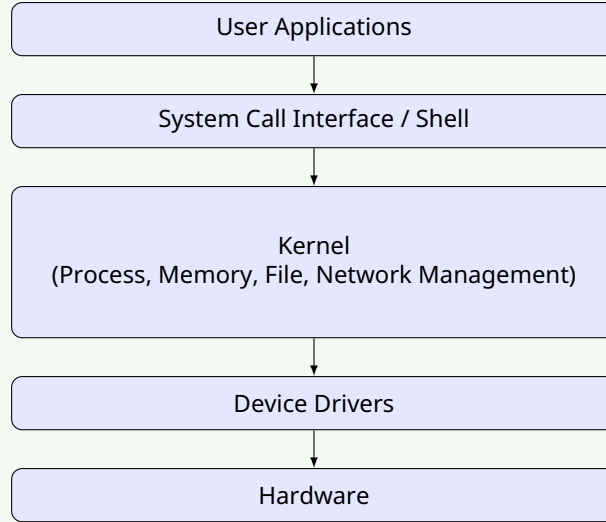 User Applications
System Call Interface / Shell
Kernel
(Process, Memory, File, Network Management)
Device Drivers
Hardware